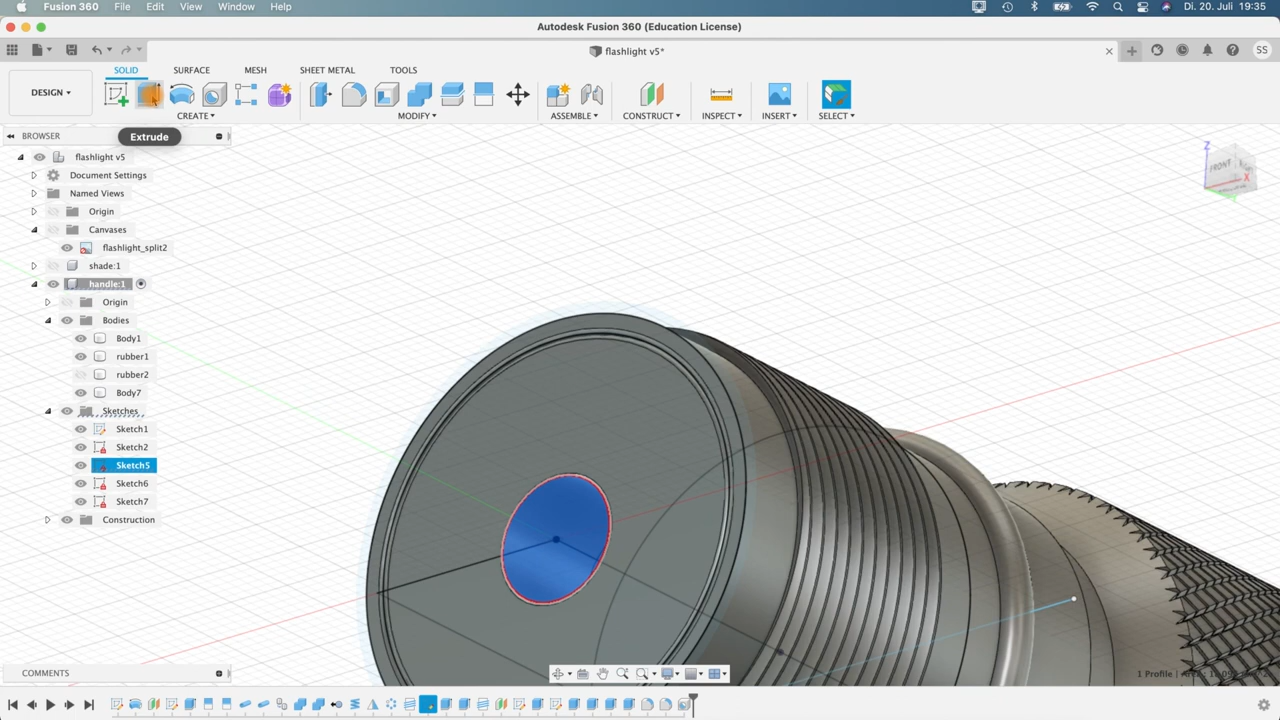 Fusion 360 File Edit View Window Help Di. 20. Juli 19:35
Autodesk Fusion 360 (Education License)
flashlight v5*
SS
SOLID SURFACE MESH SHEET METAL TOOLS
DESIGN
CREATE MODIFY ASSEMBLE CONSTRUCT INSPECT INSERT SELECT
BROWSER
Extrude
flashlight v5
Document Settings
Named Views
Origin
Canvases
flashlight_split2
shade:1
handle:1
Origin
Bodies
Body1
rubber1
rubber2
Body7
Sketches
Sketch1
Sketch2
Sketch5
Sketch6
Sketch7
Construction
Z
FRONT
X
COMMENTS
1 Profile